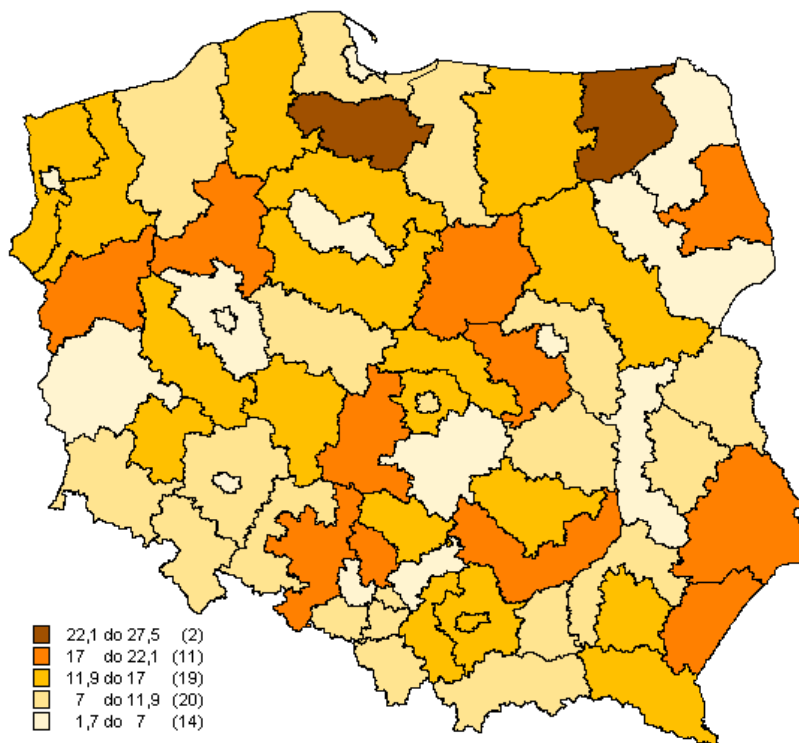 22,1 do 27,5 (2)
17 do 22,1 (11)
11,9 do 17 (19)
7 do 11,9 (20)
1,7 do 7 (14)